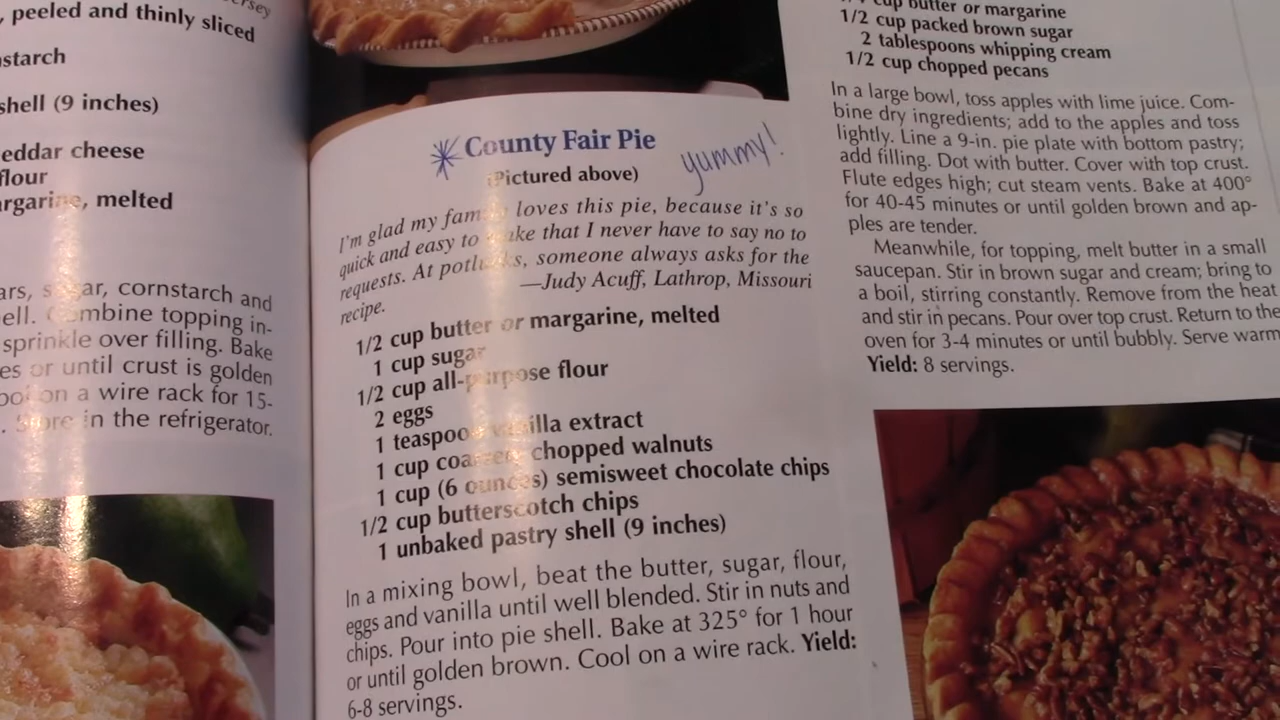 peeled and thinly sliced
shell (9 inches)
cheese
flour
melted
cornstarch and
topping
sprinkle over filling. Bake
or until crust is golden
on a wire rack for 15-
in the refrigerator.
County Fair Pie
yummy!
(Pictured above)
I'm glad my family loves this pie, because it's so
quick and easy to make that I never have to say no to
requests. At potlucks, someone always asks for the
recipe.
—Judy Acuff, Lathrop, Missouri
1/2 cup butter or margarine, melted
1 cup sugar
1/2 cup all-purpose flour
2 eggs
1 teaspoon vanilla extract
1 cup coarsely chopped walnuts
1 cup (6 ounces) semisweet chocolate chips
1/2 cup butterscotch chips
1 unbaked pastry shell (9 inches)
In a mixing bowl, beat the butter, sugar, flour,
eggs and vanilla until well blended. Stir in nuts and
chips. Pour into pie shell. Bake at 325° for 1 hour
or until golden brown. Cool on a wire rack. Yield:
6-8 servings.
cup butter or margarine
1/2 cup packed brown sugar
2 tablespoons whipping cream
1/2 cup chopped pecans
In a large bowl, toss apples with lime juice. Com-
bine dry ingredients; add to the apples and toss
lightly. Line a 9-in. pie plate with bottom pastry;
add filling. Dot with butter. Cover with top crust.
Flute edges high; cut steam vents. Bake at 400°
for 40-45 minutes or until golden brown and ap-
ples are tender.
Meanwhile, for topping, melt butter in a small
saucepan. Stir in brown sugar and cream; bring to
a boil, stirring constantly. Remove from the heat
and stir in pecans. Pour over top crust. Return to the
oven for 3-4 minutes or until bubbly. Serve warm
Yield: 8 servings.